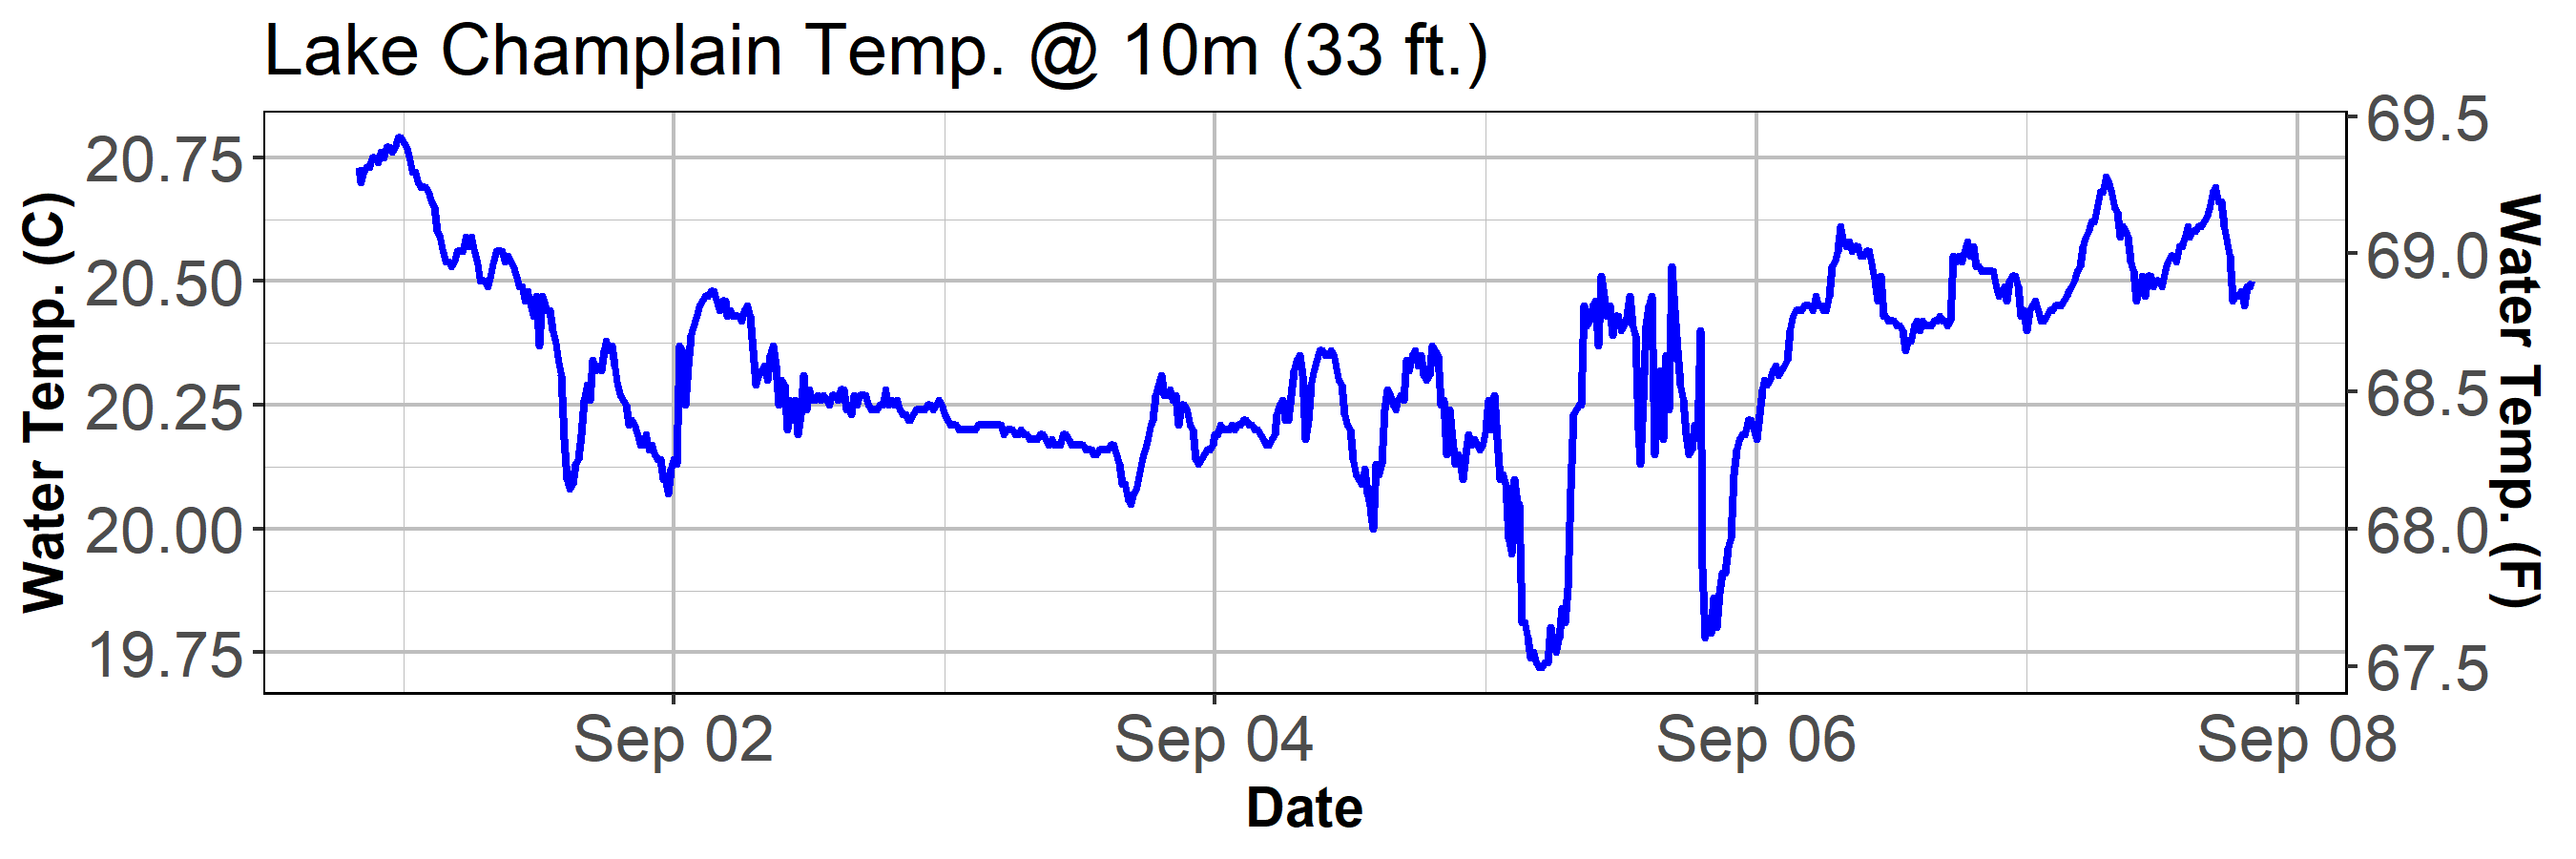 Lake Champlain Temp. @ 10m (33 ft.)
Water Temp. (C)
20.75
20.50
20.25
20.00
19.75
69.5
69.0
68.5
68.0
67.5
Water Temp. (F)
Sep 02
Sep 04
Sep 06
Sep 08
Date